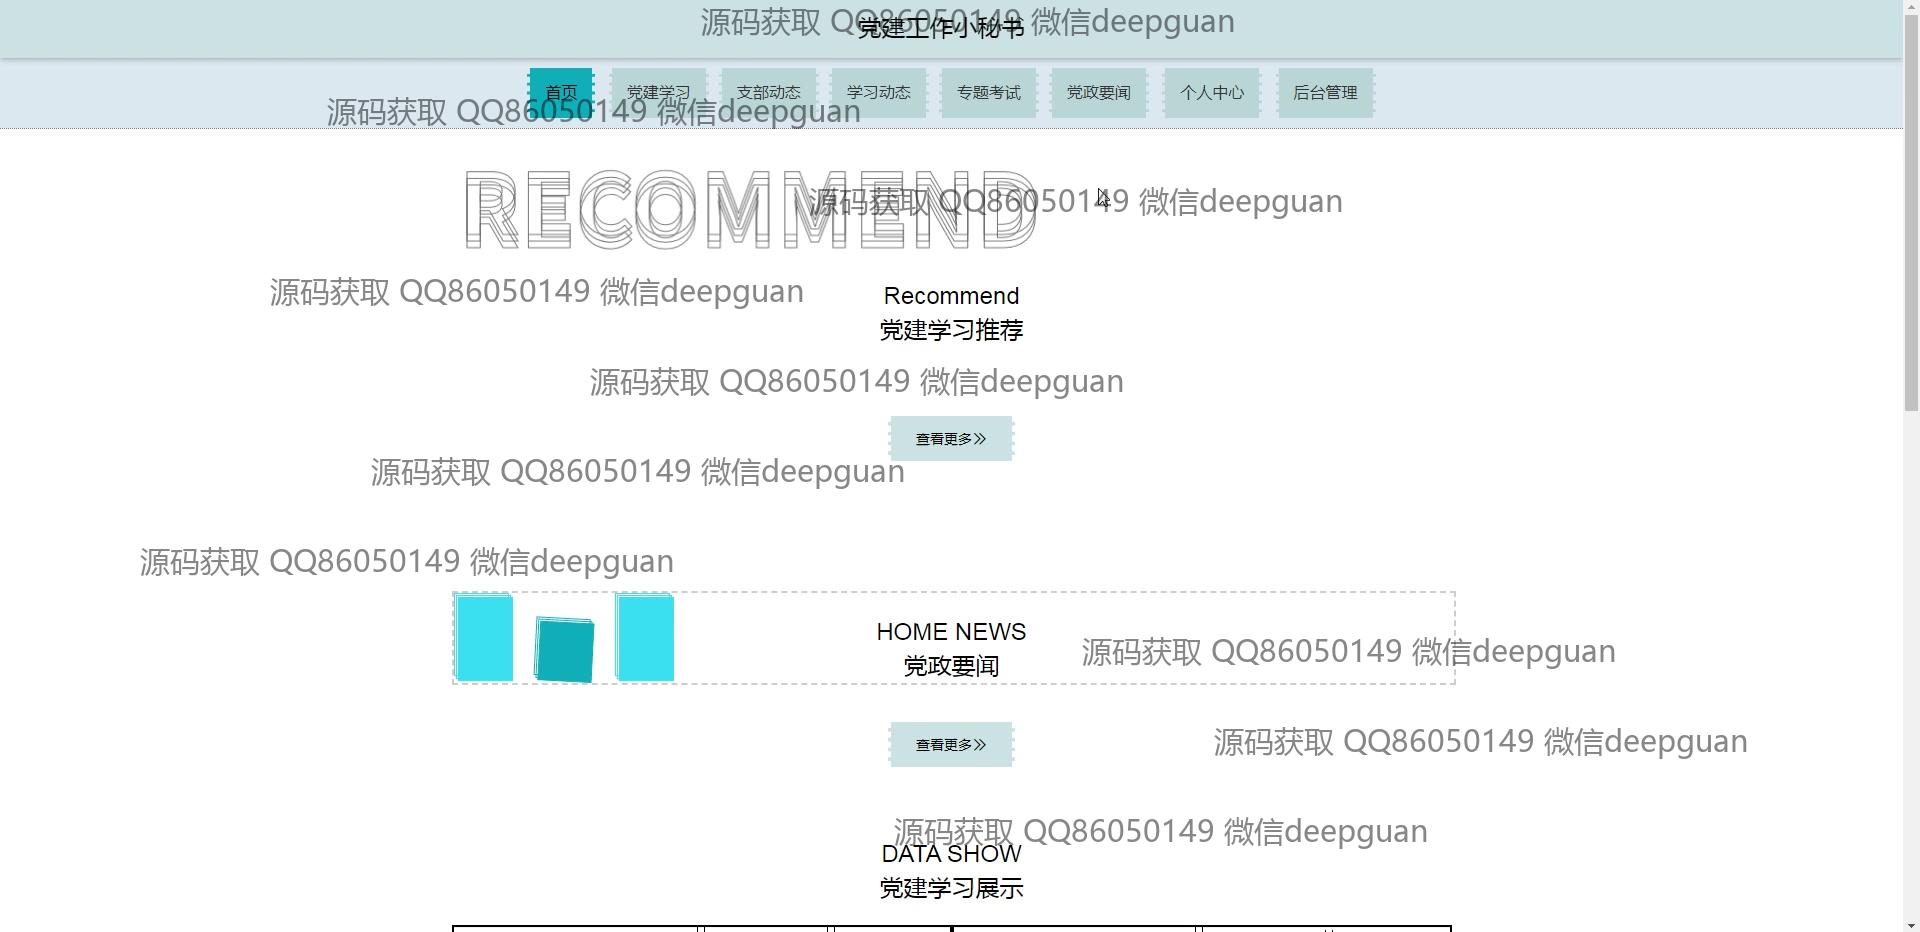 源码获取 QQ86050149 微信deepguan
党建工作小秘书
首页 党建学习 支部动态 学习动态 专题考试 党政要闻 个人中心 后台管理
源码获取 QQ86050149 微信deepguan
RECOMMEND
源码获取 QQ86050149 微信deepguan
源码获取 QQ86050149 微信deepguan
Recommend
党建学习推荐
源码获取 QQ86050149 微信deepguan
查看更多
源码获取 QQ86050149 微信deepguan
源码获取 QQ86050149 微信deepguan
HOME NEWS
源码获取 QQ86050149 微信deepguan
党政要闻
查看更多
源码获取 QQ86050149 微信deepguan
源码获取 QQ86050149 微信deepguan
DATA SHOW
党建学习展示